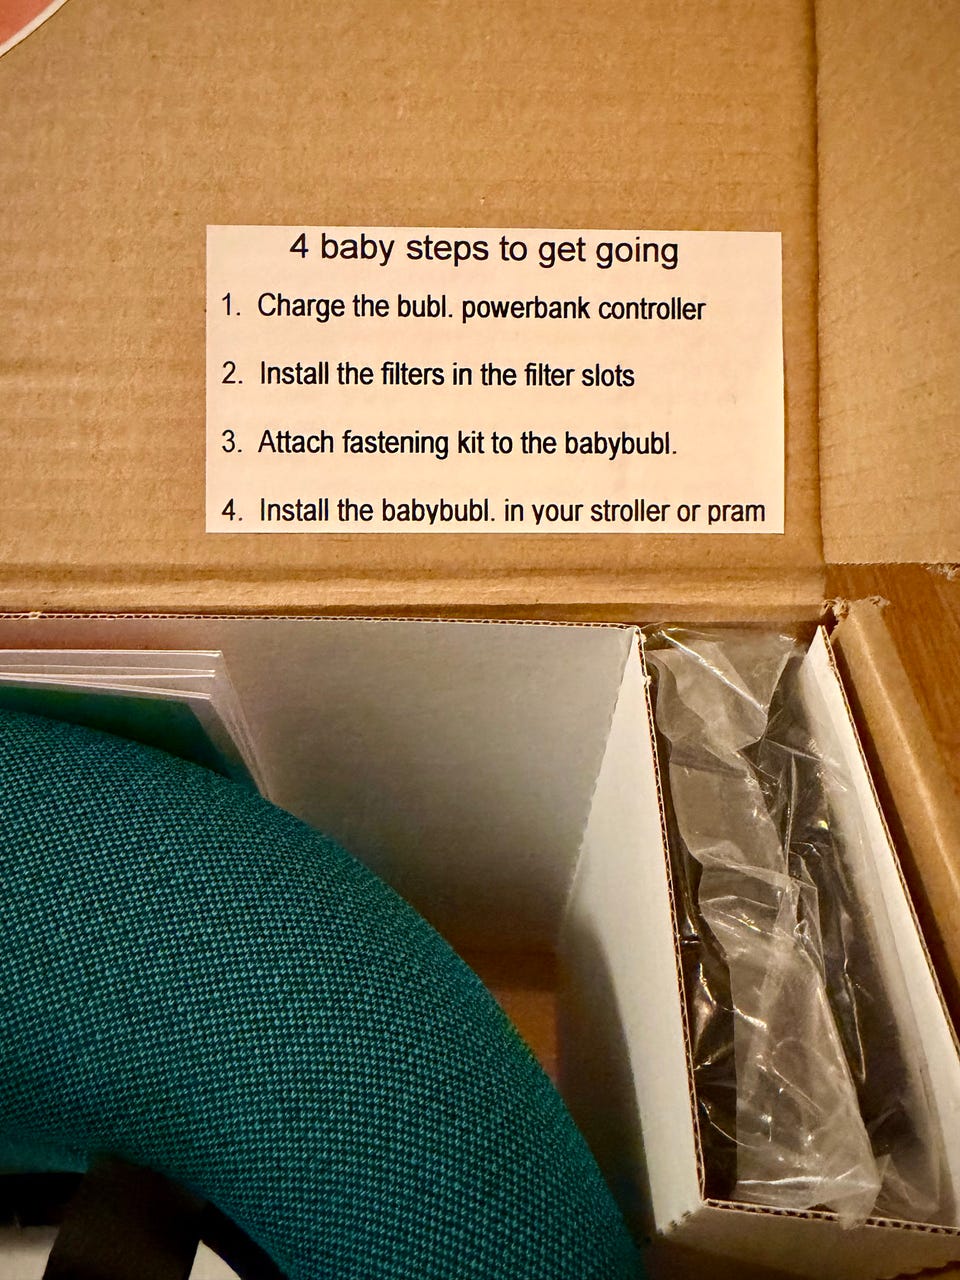 4 baby steps to get going
1. Charge the bubl. powerbank controller
2. Install the filters in the filter slots
3. Attach fastening kit to the babybubl.
4. Install the babybubl. in your stroller or pram